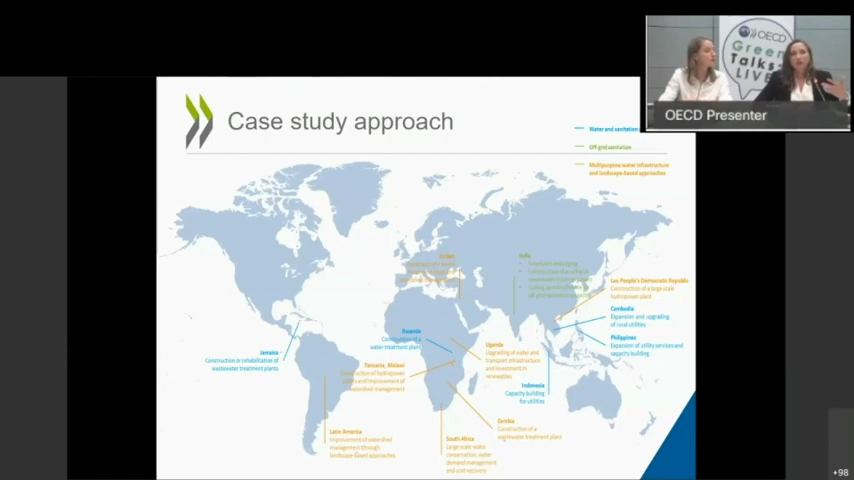 OECD
Green
Talks
LIVE
OECD Presenter
Case study approach
Water and sanitation
Off-grid sanitation
Multipurpose water infrastructure
and landscape-based approaches
India
Lao People's Democratic Republic
Construction of a large scale
hydropower plant
Cambodia
Expansion and upgrading
of rural utilities
Philippines
Expansion of utility services and
capacity building
Rwanda
Construction of a
water treatment plant
Uganda
Upgrading of water and
transport infrastructure
and investment in
renewables
Jamaica
Construction or rehabilitation of
wastewater treatment plants
Tanzania, Malawi
Construction of hydropower
and improvement of
watershed management
Indonesia
Capacity building
for utilities
Zambia
Construction of a
wastewater treatment plant
Latin America
Improvement of watershed
management through
landscape-based approaches
South Africa
Large scale water
conservation, water
demand management
and cost recovery
+98